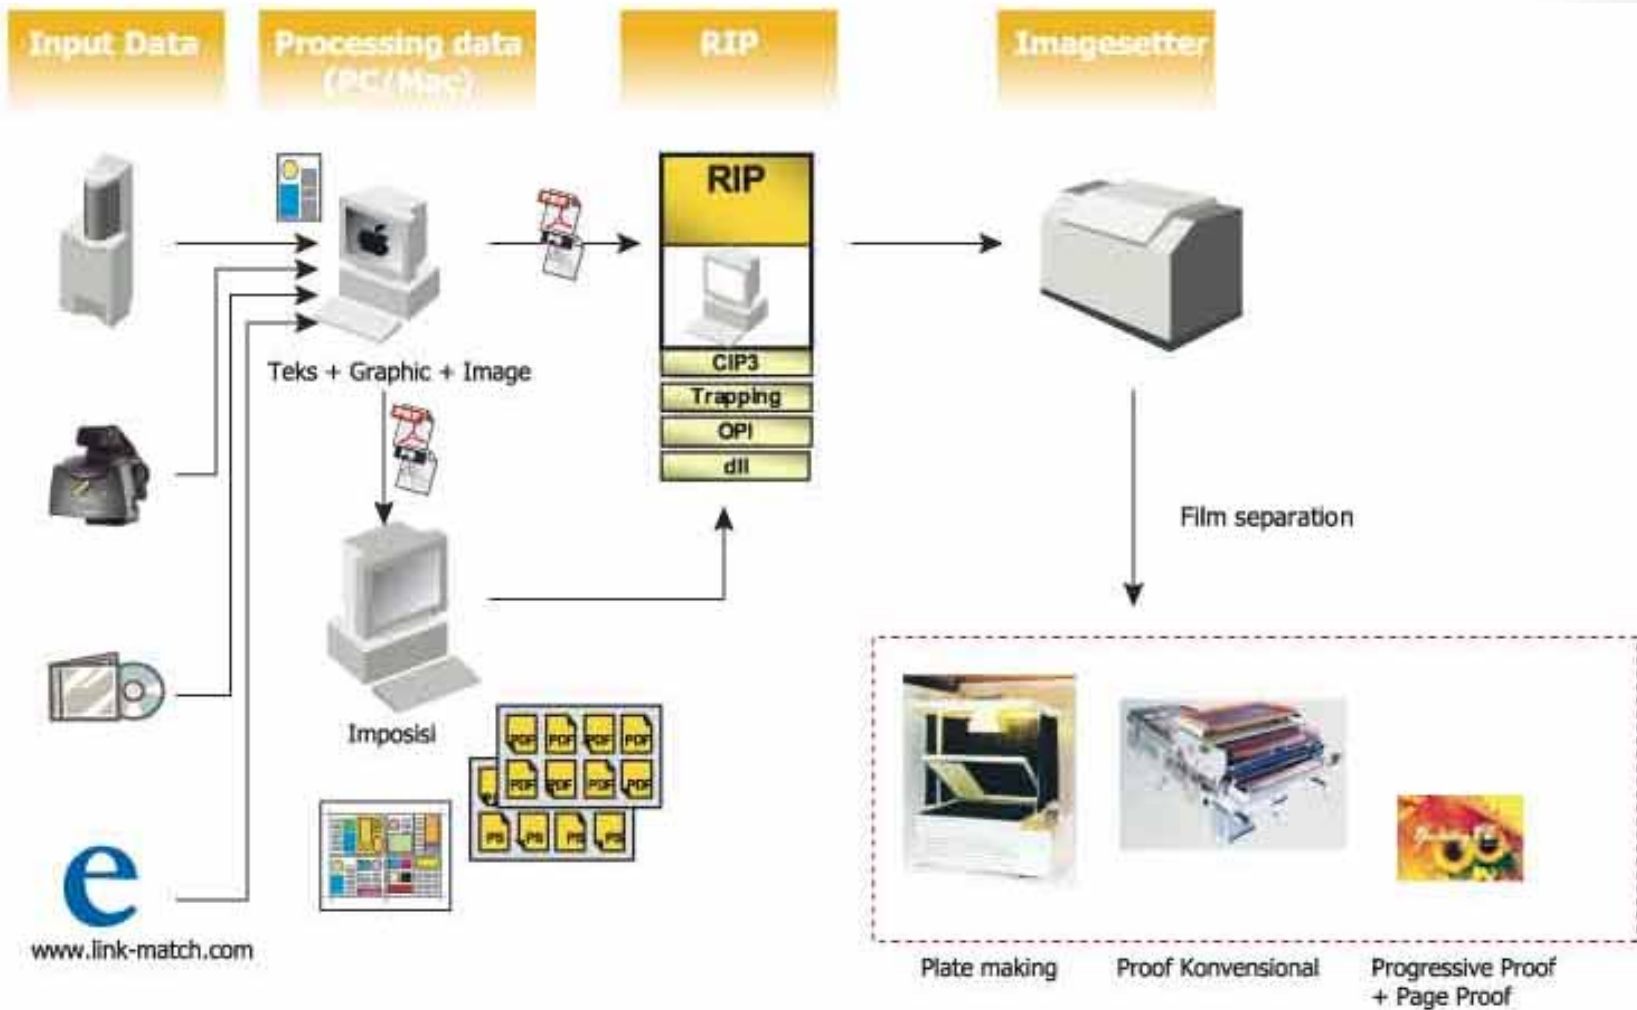 Input Data
Processing data
(PC/Mac)
RIP
Imagesetter
RIP
CIP3
Trapping
OPI
dll
Teks + Graphic + Image
Film separation
Imposisi
PDF PDF PDF PDF
PDF PDF PDF PDF
PS PS PS PS
e
www.link-match.com
Plate making
Proof Konvensional
Progressive Proof
+ Page Proof